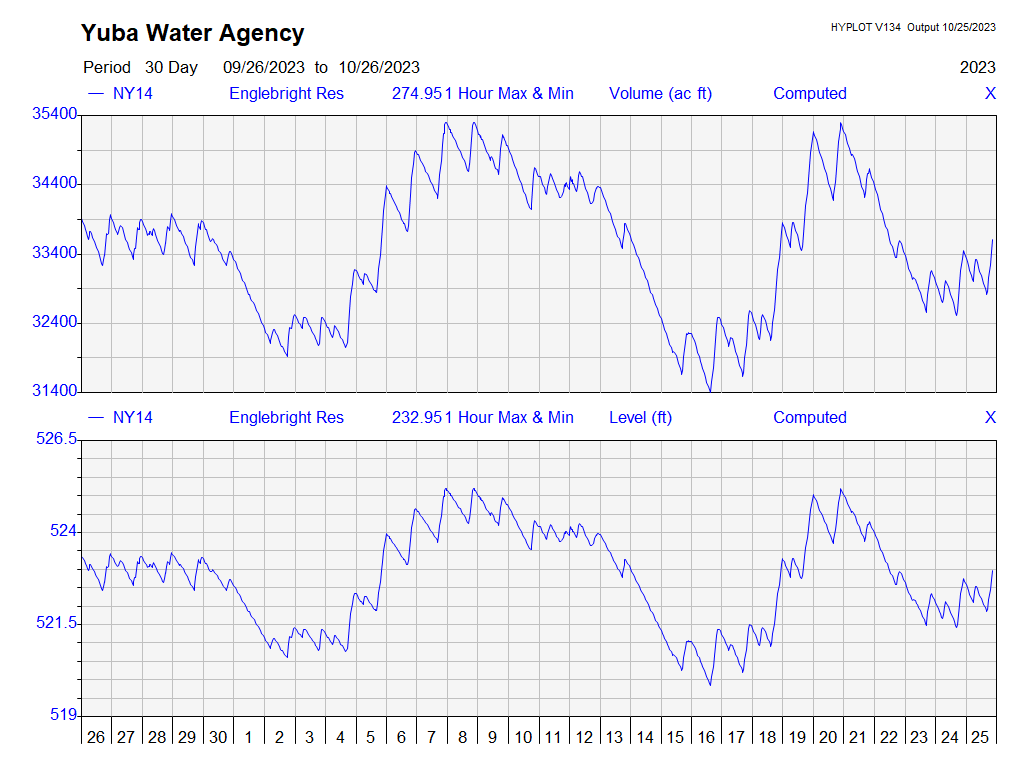 Yuba Water Agency
HYPLOT V134 Output 10/25/2023
Period 30 Day 09/26/2023 to 10/26/2023 2023
NY14 Englebright Res 274.951 Hour Max & Min Volume (ac ft) Computed X
35400
34400
33400
32400
31400
NY14 Englebright Res 232.951 Hour Max & Min Level (ft) Computed X
526.5
524
521.5
519
26 27 28 29 30 1 2 3 4 5 6 7 8 9 10 11 12 13 14 15 16 17 18 19 20 21 22 23 24 25